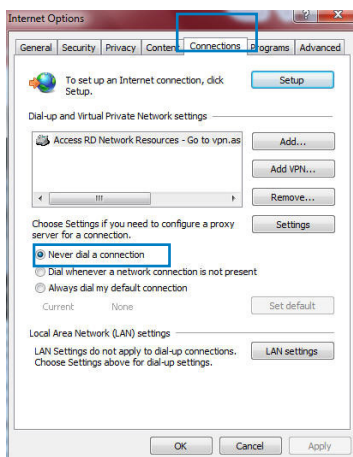 Internet Options
General Security Privacy Content Connections Programs Advanced
To set up an Internet connection, click
Setup.
Setup
Dial-up and Virtual Private Network settings
Access RD Network Resources - Go to vpn.as
Add...
Add VPN...
Remove...
Choose Settings if you need to configure a proxy
server for a connection.
Settings
Never dial a connection
Dial whenever a network connection is not present
Always dial my default connection
Current None
Set default
Local Area Network (LAN) settings
LAN Settings do not apply to dial-up connections.
Choose Settings above for dial-up settings.
LAN settings
OK Cancel Apply